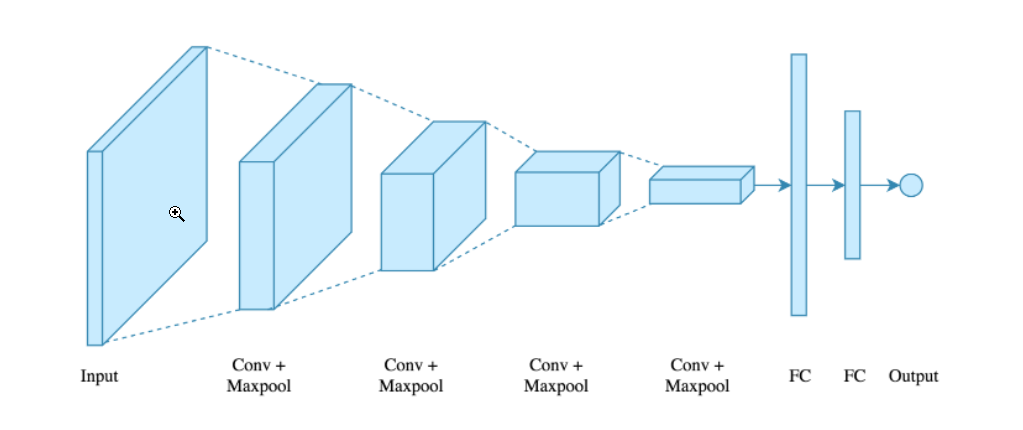 Input
Conv +
Maxpool
Conv +
Maxpool
Conv +
Maxpool
Conv +
Maxpool
FC
FC
Output